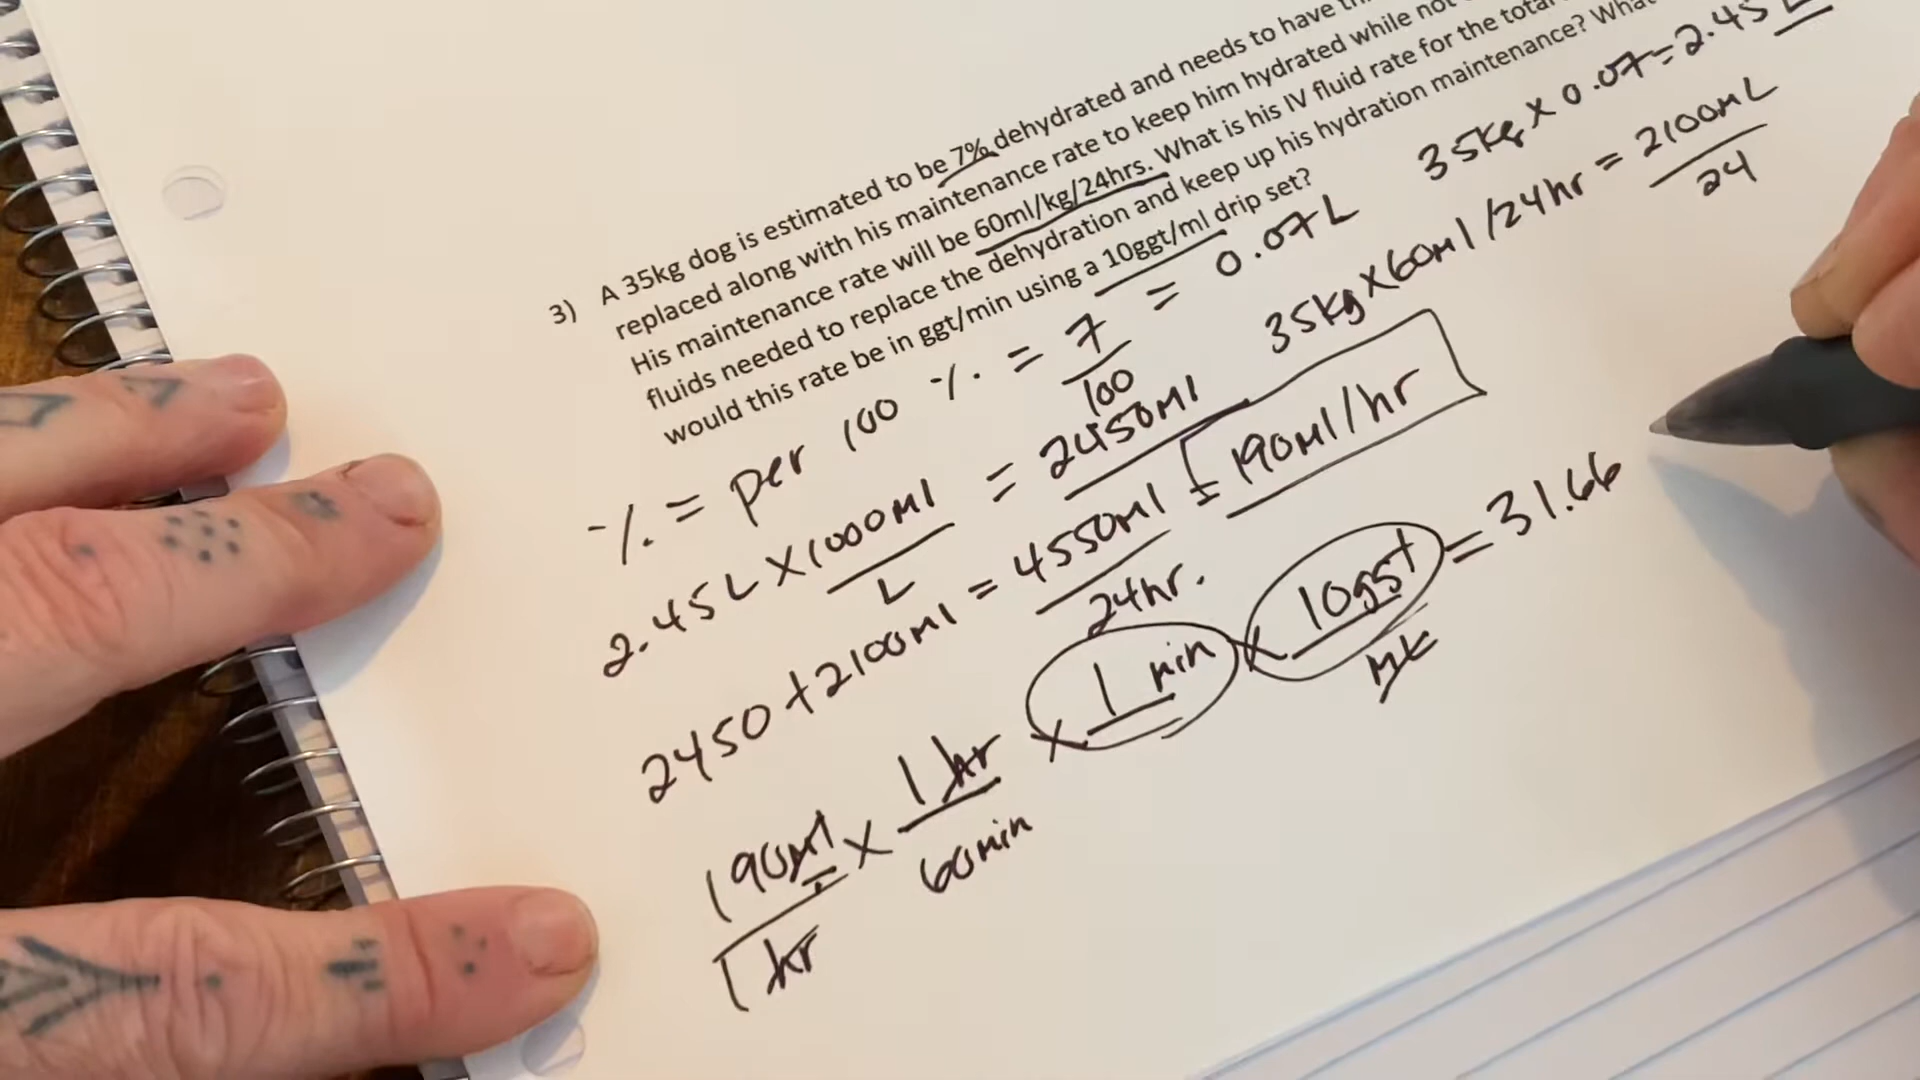 3) A 35kg dog is estimated to be 7% dehydrated and needs to have
replaced along with his maintenance rate to keep him hydrated while not
His maintenance rate will be 60ml/kg/24hrs. What is his IV fluid rate for the total
fluids needed to replace the dehydration and keep up his hydration maintenance? What
would this rate be in ggt/min using a 10ggt/ml drip set?
% = per 100 % = 7/100 = 0.07L
35kg x 0.07 = 2.45 L
35kg x 60ml/24hr = 2100mL/24
2.45L x 1000ml/L = 2450ml
2450 + 2100ml = 4550ml/24hr. = 190ml/hr
190ml/1hr x 1hr/60min x 1 min x 10ggt/mL = 31.66